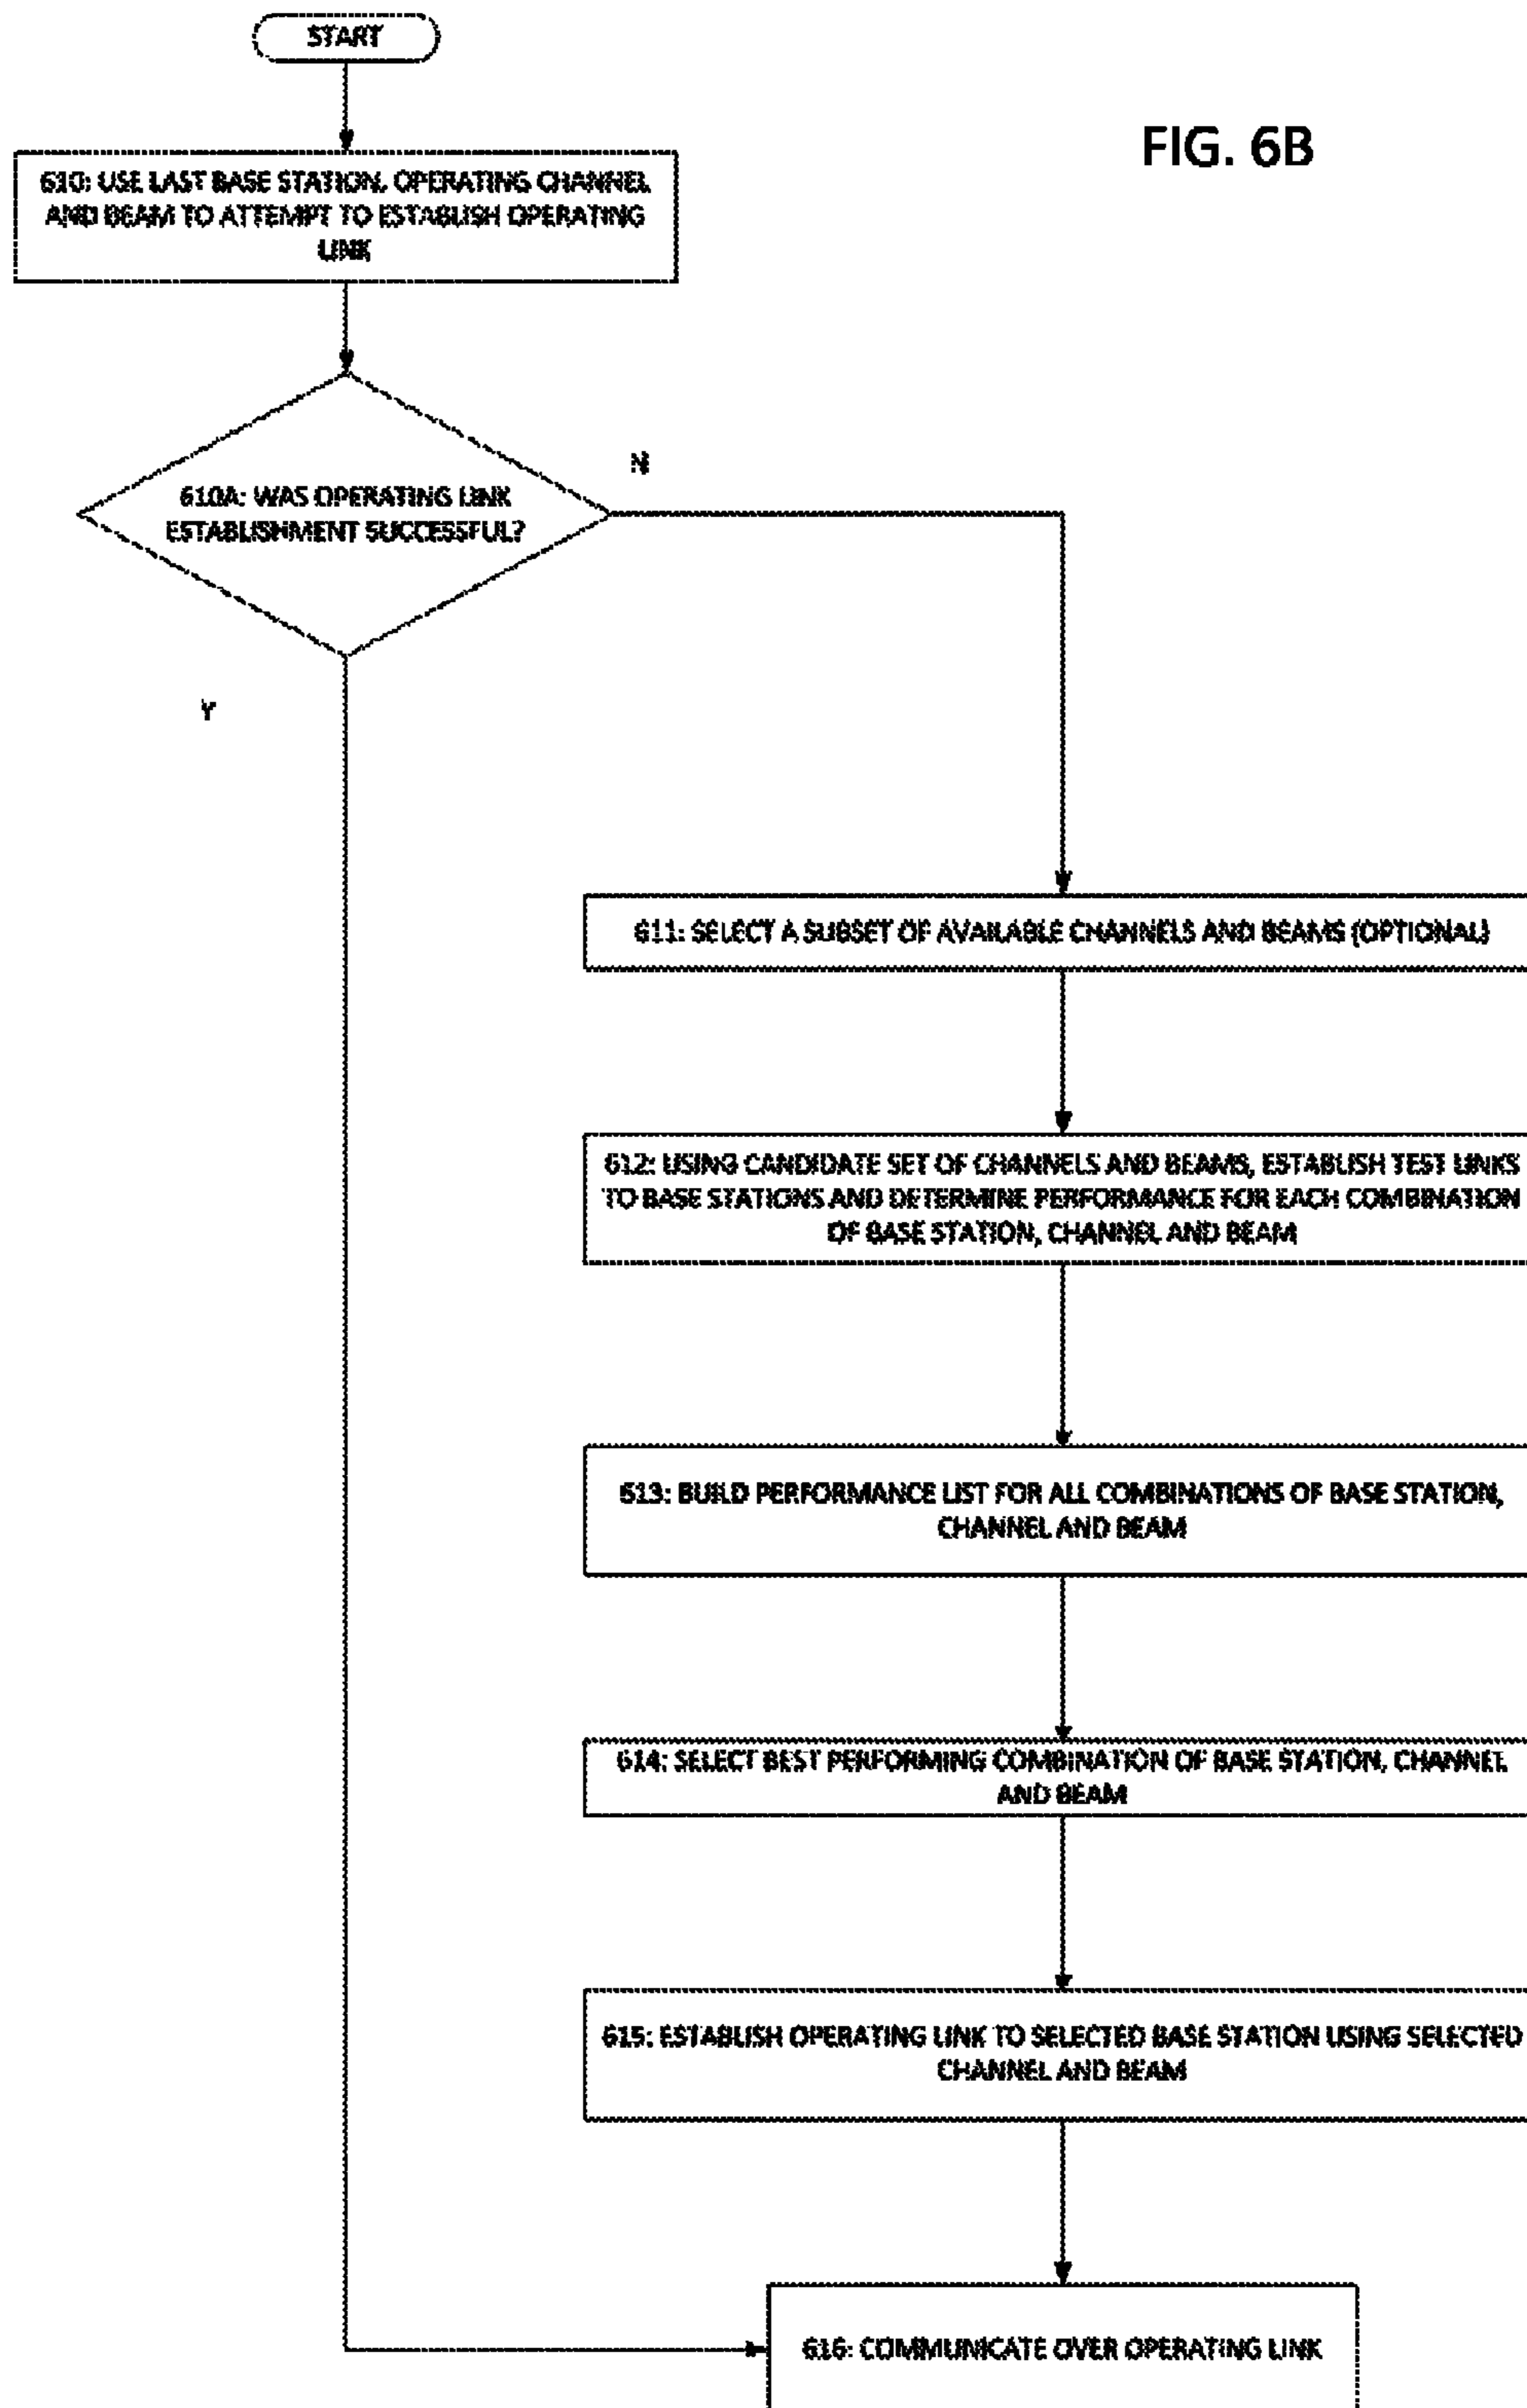 START
FIG. 6B
610: USE LAST BASE STATION, OPERATING CHANNEL
AND BEAM TO ATTEMPT TO ESTABLISH OPERATING
LINK
N
610A: WAS OPERATING LINK
ESTABLISHMENT SUCCESSFUL?
Y
611: SELECT A SUBSET OF AVAILABLE CHANNELS AND BEAMS (OPTIONAL)
612: USING CANDIDATE SET OF CHANNELS AND BEAMS, ESTABLISH TEST LINKS
TO BASE STATIONS AND DETERMINE PERFORMANCE FOR EACH COMBINATION
OF BASE STATION, CHANNEL AND BEAM
613: BUILD PERFORMANCE LIST FOR ALL COMBINATIONS OF BASE STATION,
CHANNEL AND BEAM
614: SELECT BEST PERFORMING COMBINATION OF BASE STATION, CHANNEL
AND BEAM
615: ESTABLISH OPERATING LINK TO SELECTED BASE STATION USING SELECTED
CHANNEL AND BEAM
616: COMMUNICATE OVER OPERATING LINK